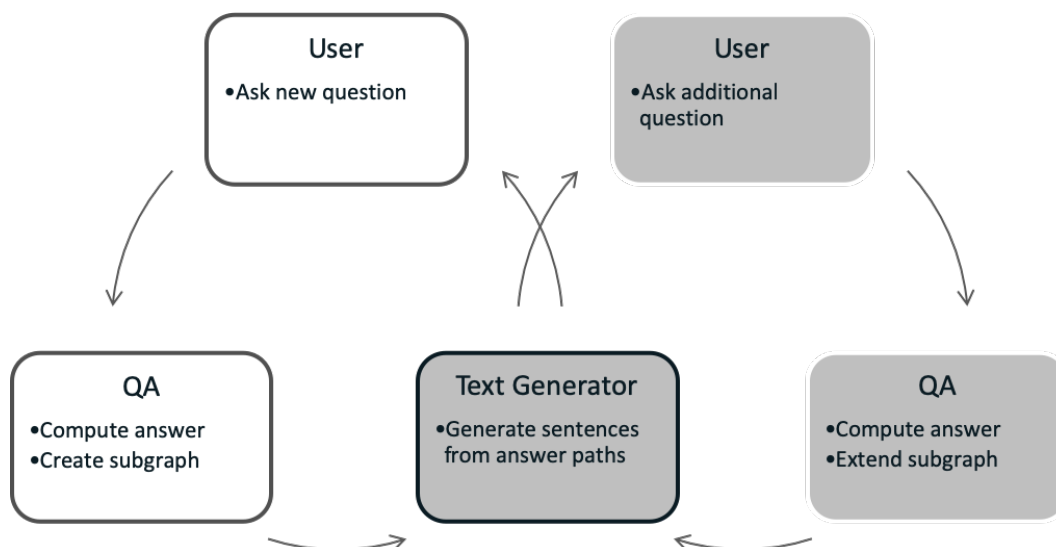 User
•Ask new question
User
•Ask additional
question
QA
•Compute answer
•Create subgraph
Text Generator
•Generate sentences
from answer paths
QA
•Compute answer
•Extend subgraph